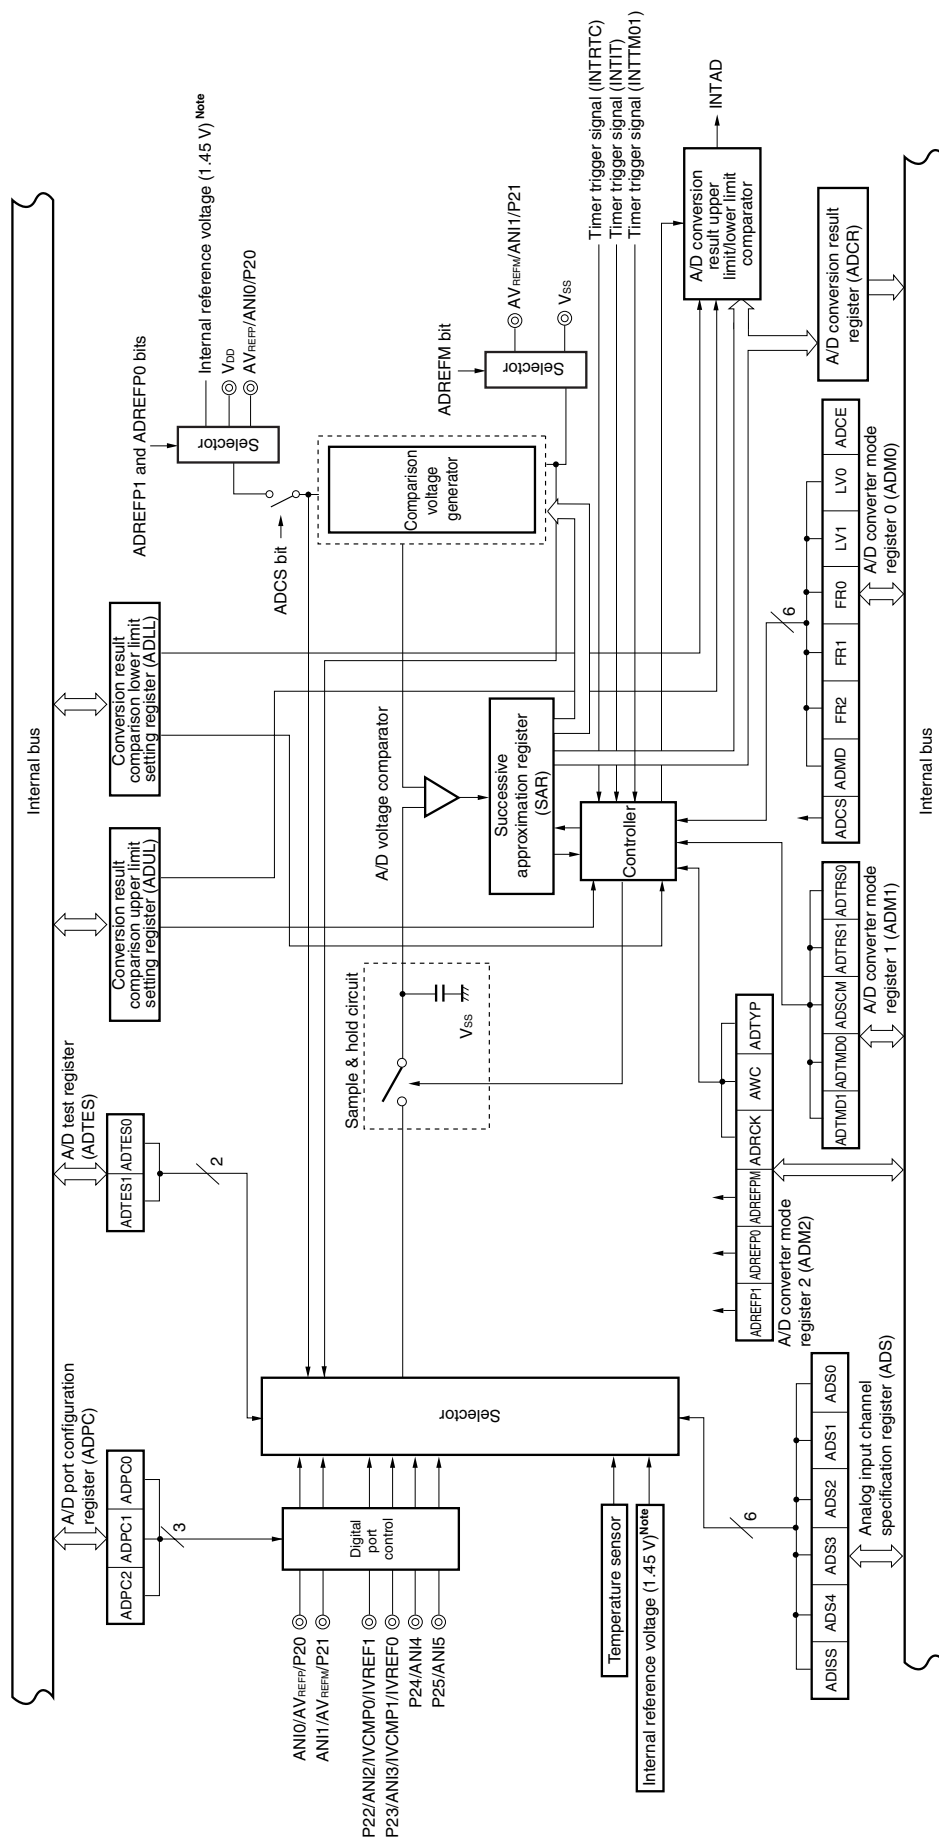 Internal bus
A/D port configuration
register (ADPC)
ADPC2 ADPC1 ADPC0
3
A/D test register
(ADTES)
ADTES1 ADTES0
2
Conversion result
comparison upper limit
setting register (ADUL)
Conversion result
comparison lower limit
setting register (ADLL)
ADREFP1 and ADREFP0 bits
Internal reference voltage (1.45 V) Note
VDD
AVREFP/ANI0/P20
Selector
ADCS bit
Comparison
voltage
generator
ADREFM bit
Selector
AVREFM/ANI1/P21
VSS
Digital
port
control
ANI0/AVREFP/P20
ANI1/AVREFM/P21
P22/ANI2/IVCMP0/IVREF1
P23/ANI3/IVCMP1/IVREF0
P24/ANI4
P25/ANI5
Selector
Sample & hold circuit
VSS
A/D voltage comparator
Successive
approximation register
(SAR)
Controller
Timer trigger signal (INTRTC)
Timer trigger signal (INTIT)
Timer trigger signal (INTTM01)
A/D conversion
result upper
limit/lower limit
comparator
INTAD
Temperature sensor
Internal reference voltage (1.45 V)Note
6
ADISS ADS4 ADS3 ADS2 ADS1 ADS0
Analog input channel
specification register (ADS)
ADREFP1 ADREFP0 ADREFPM ADRCK AWC ADTYP
A/D converter mode
register 2 (ADM2)
ADTMD1 ADTMD0 ADSCM ADTRS1 ADTRS0
A/D converter mode
register 1 (ADM1)
6
ADCS ADMD FR2 FR1 FR0 LV1 LV0 ADCE
A/D converter mode
register 0 (ADM0)
A/D conversion result
register (ADCR)
Internal bus